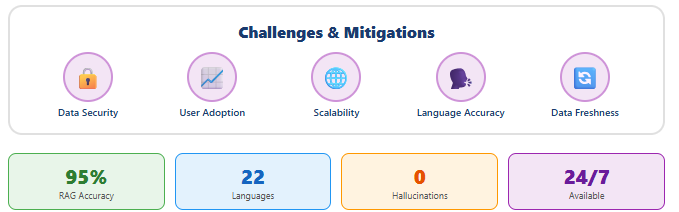 Challenges & Mitigations
Data Security
User Adoption
Scalability
Language Accuracy
Data Freshness
95%
RAG Accuracy
22
Languages
0
Hallucinations
24/7
Available